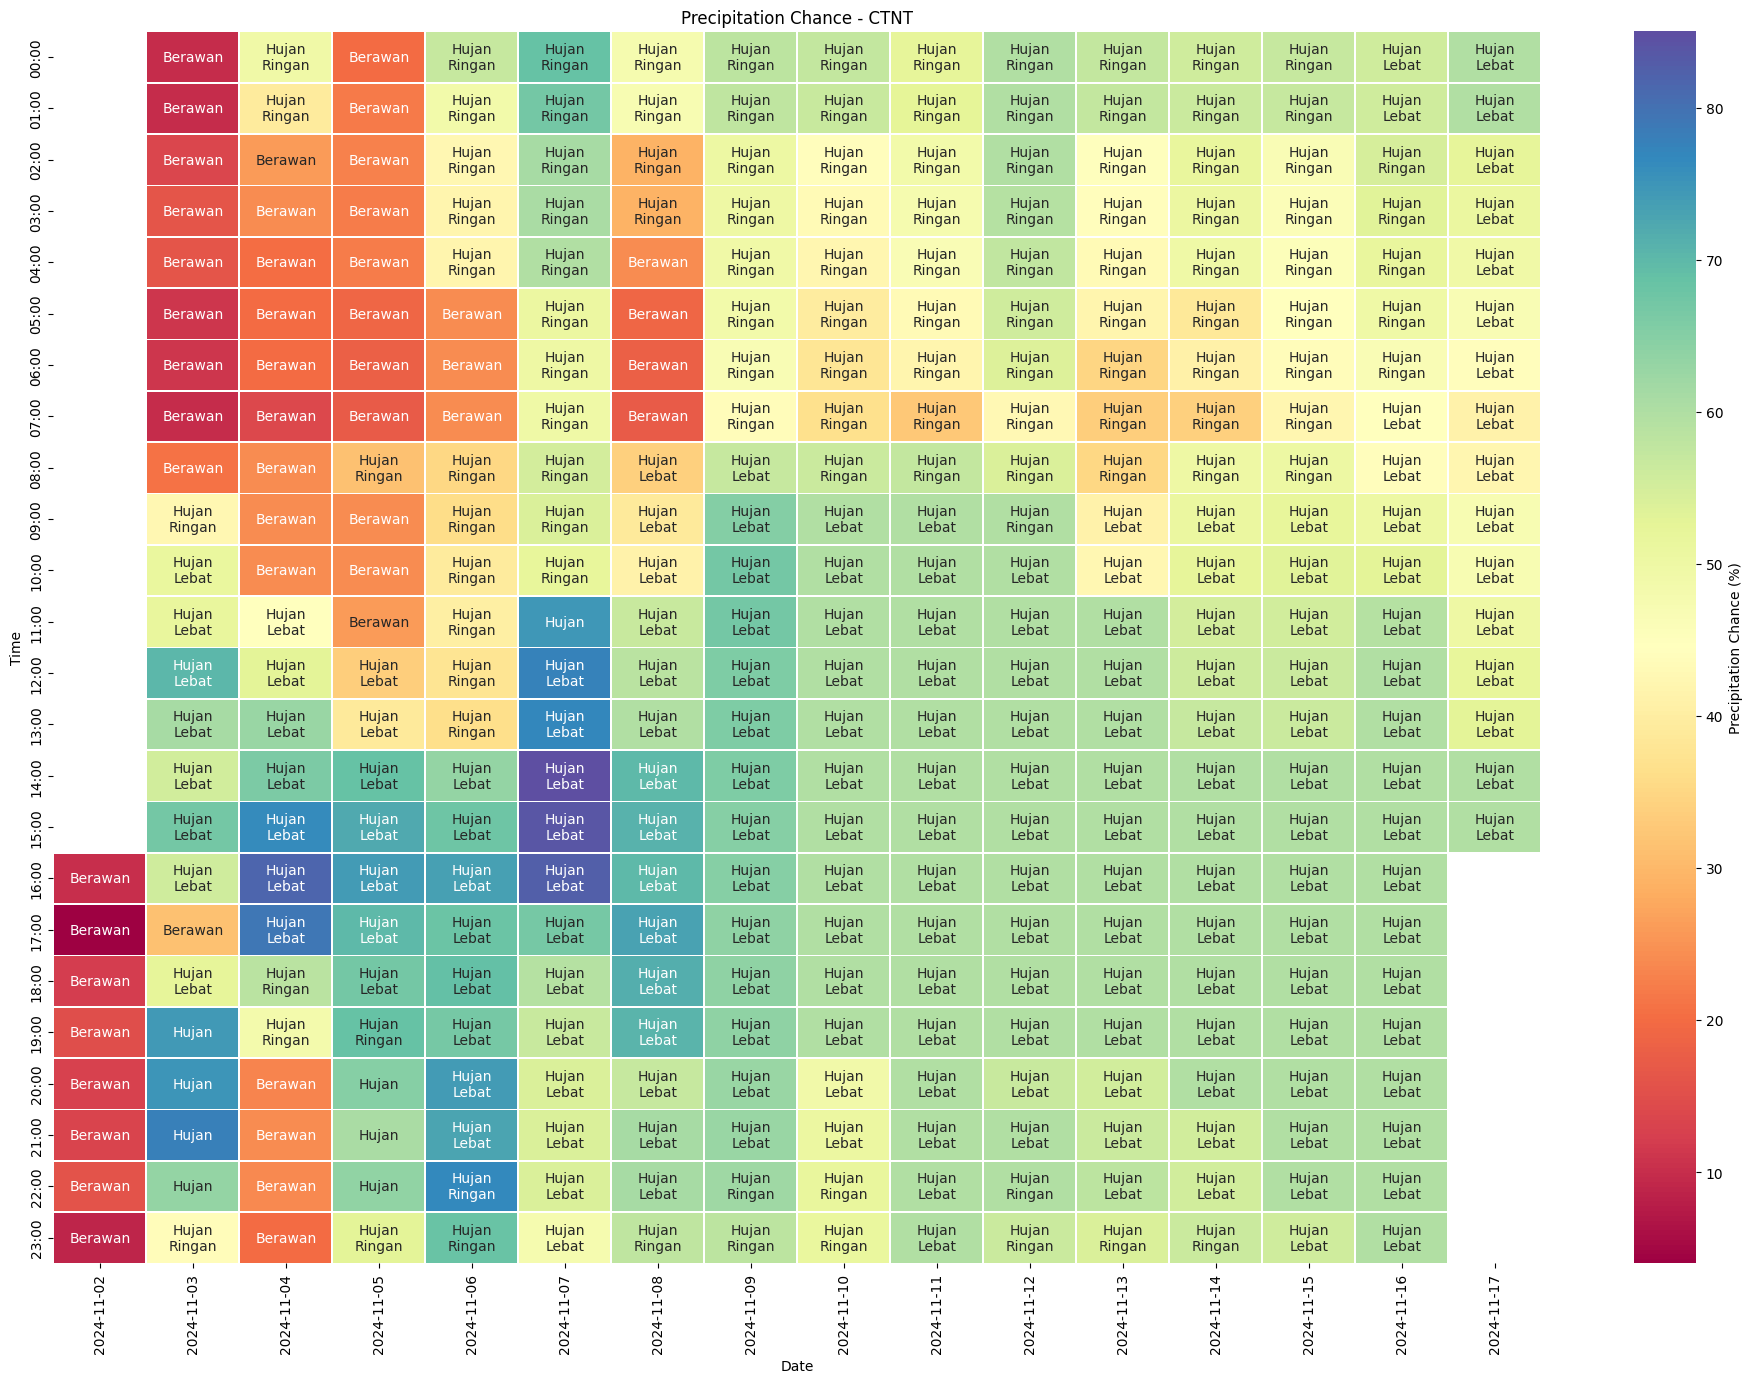 Precipitation Chance - CTNT
00:00 Berawan Hujan Ringan Berawan Hujan Ringan Hujan Ringan Hujan Ringan Hujan Ringan Hujan Ringan Hujan Ringan Hujan Ringan Hujan Ringan Hujan Ringan Hujan Ringan Hujan Lebat Hujan Lebat
01:00 Berawan Hujan Ringan Berawan Hujan Ringan Hujan Ringan Hujan Ringan Hujan Ringan Hujan Ringan Hujan Ringan Hujan Ringan Hujan Ringan Hujan Ringan Hujan Ringan Hujan Lebat Hujan Lebat
02:00 Berawan Berawan Berawan Hujan Ringan Hujan Ringan Hujan Ringan Hujan Ringan Hujan Ringan Hujan Ringan Hujan Ringan Hujan Ringan Hujan Ringan Hujan Ringan Hujan Ringan Hujan Lebat
03:00 Berawan Berawan Berawan Hujan Ringan Hujan Ringan Hujan Ringan Hujan Ringan Hujan Ringan Hujan Ringan Hujan Ringan Hujan Ringan Hujan Ringan Hujan Ringan Hujan Ringan Hujan Lebat
04:00 Berawan Berawan Berawan Hujan Ringan Hujan Ringan Berawan Hujan Ringan Hujan Ringan Hujan Ringan Hujan Ringan Hujan Ringan Hujan Ringan Hujan Ringan Hujan Ringan Hujan Lebat
05:00 Berawan Berawan Berawan Berawan Hujan Ringan Berawan Hujan Ringan Hujan Ringan Hujan Ringan Hujan Ringan Hujan Ringan Hujan Ringan Hujan Ringan Hujan Ringan Hujan Lebat
06:00 Berawan Berawan Berawan Berawan Hujan Ringan Berawan Hujan Ringan Hujan Ringan Hujan Ringan Hujan Ringan Hujan Ringan Hujan Ringan Hujan Ringan Hujan Ringan Hujan Lebat
07:00 Berawan Berawan Berawan Berawan Hujan Ringan Berawan Hujan Ringan Hujan Ringan Hujan Ringan Hujan Ringan Hujan Ringan Hujan Ringan Hujan Ringan Hujan Lebat Hujan Lebat
08:00 Berawan Berawan Hujan Ringan Hujan Ringan Hujan Ringan Hujan Lebat Hujan Lebat Hujan Ringan Hujan Ringan Hujan Ringan Hujan Ringan Hujan Ringan Hujan Ringan Hujan Lebat Hujan Lebat
09:00 Hujan Ringan Berawan Berawan Hujan Ringan Hujan Ringan Hujan Lebat Hujan Lebat Hujan Lebat Hujan Lebat Hujan Ringan Hujan Lebat Hujan Lebat Hujan Lebat Hujan Lebat Hujan Lebat
10:00 Hujan Lebat Berawan Berawan Hujan Ringan Hujan Ringan Hujan Lebat Hujan Lebat Hujan Lebat Hujan Lebat Hujan Lebat Hujan Lebat Hujan Lebat Hujan Lebat Hujan Lebat Hujan Lebat
11:00 Hujan Lebat Hujan Lebat Berawan Hujan Ringan Hujan Hujan Lebat Hujan Lebat Hujan Lebat Hujan Lebat Hujan Lebat Hujan Lebat Hujan Lebat Hujan Lebat Hujan Lebat Hujan Lebat
12:00 Hujan Lebat Hujan Lebat Hujan Lebat Hujan Ringan Hujan Lebat Hujan Lebat Hujan Lebat Hujan Lebat Hujan Lebat Hujan Lebat Hujan Lebat Hujan Lebat Hujan Lebat Hujan Lebat Hujan Lebat
13:00 Hujan Lebat Hujan Lebat Hujan Lebat Hujan Ringan Hujan Lebat Hujan Lebat Hujan Lebat Hujan Lebat Hujan Lebat Hujan Lebat Hujan Lebat Hujan Lebat Hujan Lebat Hujan Lebat Hujan Lebat
14:00 Hujan Lebat Hujan Lebat Hujan Lebat Hujan Lebat Hujan Lebat Hujan Lebat Hujan Lebat Hujan Lebat Hujan Lebat Hujan Lebat Hujan Lebat Hujan Lebat Hujan Lebat Hujan Lebat Hujan Lebat
15:00 Hujan Lebat Hujan Lebat Hujan Lebat Hujan Lebat Hujan Lebat Hujan Lebat Hujan Lebat Hujan Lebat Hujan Lebat Hujan Lebat Hujan Lebat Hujan Lebat Hujan Lebat Hujan Lebat Hujan Lebat
16:00 Berawan Hujan Lebat Hujan Lebat Hujan Lebat Hujan Lebat Hujan Lebat Hujan Lebat Hujan Lebat Hujan Lebat Hujan Lebat Hujan Lebat Hujan Lebat Hujan Lebat Hujan Lebat Hujan Lebat
17:00 Berawan Berawan Hujan Lebat Hujan Lebat Hujan Lebat Hujan Lebat Hujan Lebat Hujan Lebat Hujan Lebat Hujan Lebat Hujan Lebat Hujan Lebat Hujan Lebat Hujan Lebat Hujan Lebat
18:00 Berawan Hujan Lebat Hujan Ringan Hujan Lebat Hujan Lebat Hujan Lebat Hujan Lebat Hujan Lebat Hujan Lebat Hujan Lebat Hujan Lebat Hujan Lebat Hujan Lebat Hujan Lebat Hujan Lebat
19:00 Berawan Hujan Hujan Ringan Hujan Ringan Hujan Lebat Hujan Lebat Hujan Lebat Hujan Lebat Hujan Lebat Hujan Lebat Hujan Lebat Hujan Lebat Hujan Lebat Hujan Lebat Hujan Lebat
20:00 Berawan Hujan Berawan Hujan Hujan Lebat Hujan Lebat Hujan Lebat Hujan Lebat Hujan Lebat Hujan Lebat Hujan Lebat Hujan Lebat Hujan Lebat Hujan Lebat Hujan Lebat
21:00 Berawan Hujan Berawan Hujan Hujan Lebat Hujan Lebat Hujan Lebat Hujan Lebat Hujan Lebat Hujan Lebat Hujan Lebat Hujan Lebat Hujan Lebat Hujan Lebat Hujan Lebat
22:00 Berawan Hujan Berawan Hujan Hujan Ringan Hujan Lebat Hujan Lebat Hujan Ringan Hujan Ringan Hujan Lebat Hujan Ringan Hujan Lebat Hujan Lebat Hujan Lebat Hujan Lebat
23:00 Berawan Hujan Ringan Berawan Hujan Ringan Hujan Ringan Hujan Lebat Hujan Ringan Hujan Ringan Hujan Ringan Hujan Lebat Hujan Ringan Hujan Ringan Hujan Ringan Hujan Lebat Hujan Lebat
Time
2024-11-02 2024-11-03 2024-11-04 2024-11-05 2024-11-06 2024-11-07 2024-11-08 2024-11-09 2024-11-10 2024-11-11 2024-11-12 2024-11-13 2024-11-14 2024-11-15 2024-11-16 2024-11-17
Date
80
70
60
50
40
30
20
10
Precipitation Chance (%)